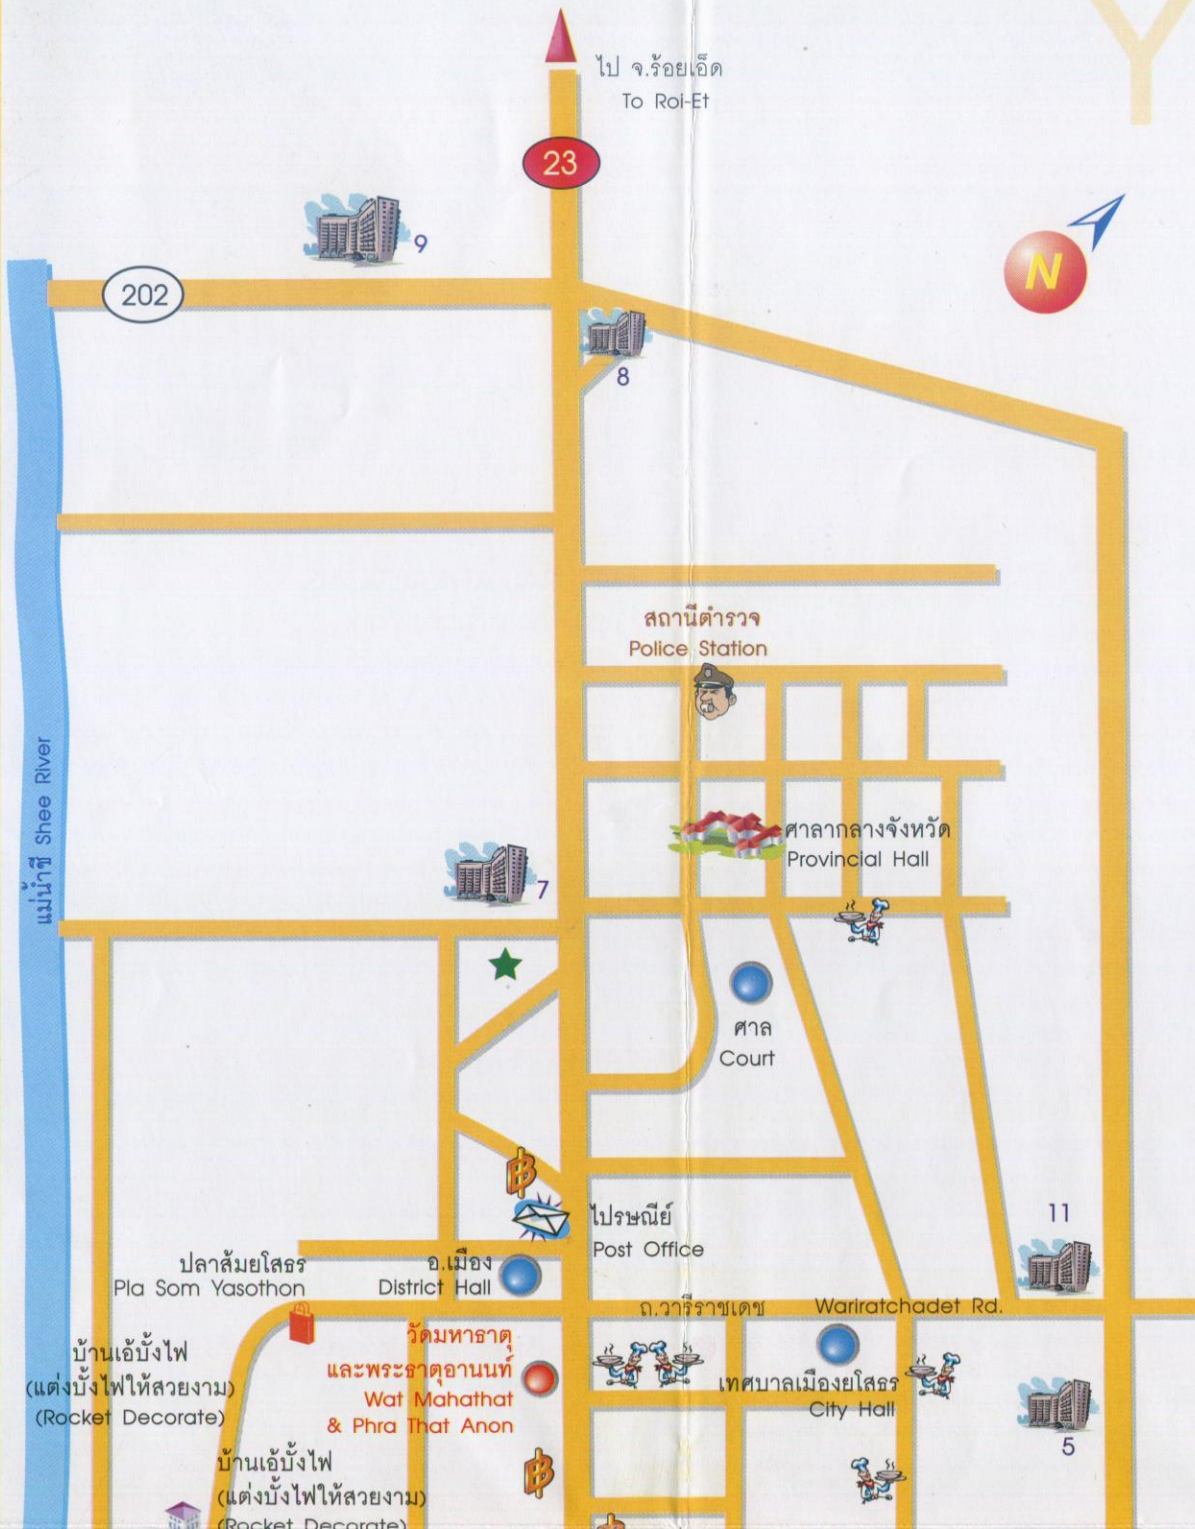 Y
ไป จ.ร้อยเอ็ด
To Roi-Et
23
9
N
202
8
สถานีตำรวจ
Police Station
แม่น้ำชี Shee River
ศาลากลางจังหวัด
Provincial Hall
7
ศาล
Court
11
ไปรษณีย์
Post Office
ปลาส้มยโสธร
Pla Som Yasothon
อ.เมือง
District Hall
ถ.วารีราชเดช
Wariratchadet Rd.
วัดมหาธาตุ
และพระธาตุอานนท์
Wat Mahathat
& Phra That Anon
บ้านเอ้บั้งไฟ
(แต่งบั้งไฟให้สวยงาม)
(Rocket Decorate)
เทศบาลเมืองยโสธร
City Hall
5
บ้านเอ้บั้งไฟ
(แต่งบั้งไฟให้สวยงาม)
(Rocket Decorate)